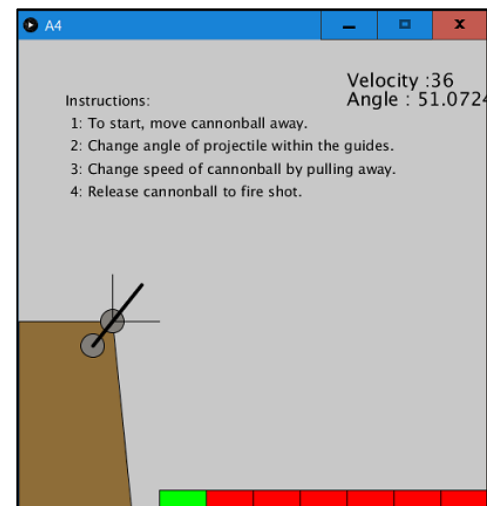 A4
Velocity :36
Angle : 51.0724
Instructions:
1: To start, move cannonball away.
2: Change angle of projectile within the guides.
3: Change speed of cannonball by pulling away.
4: Release cannonball to fire shot.